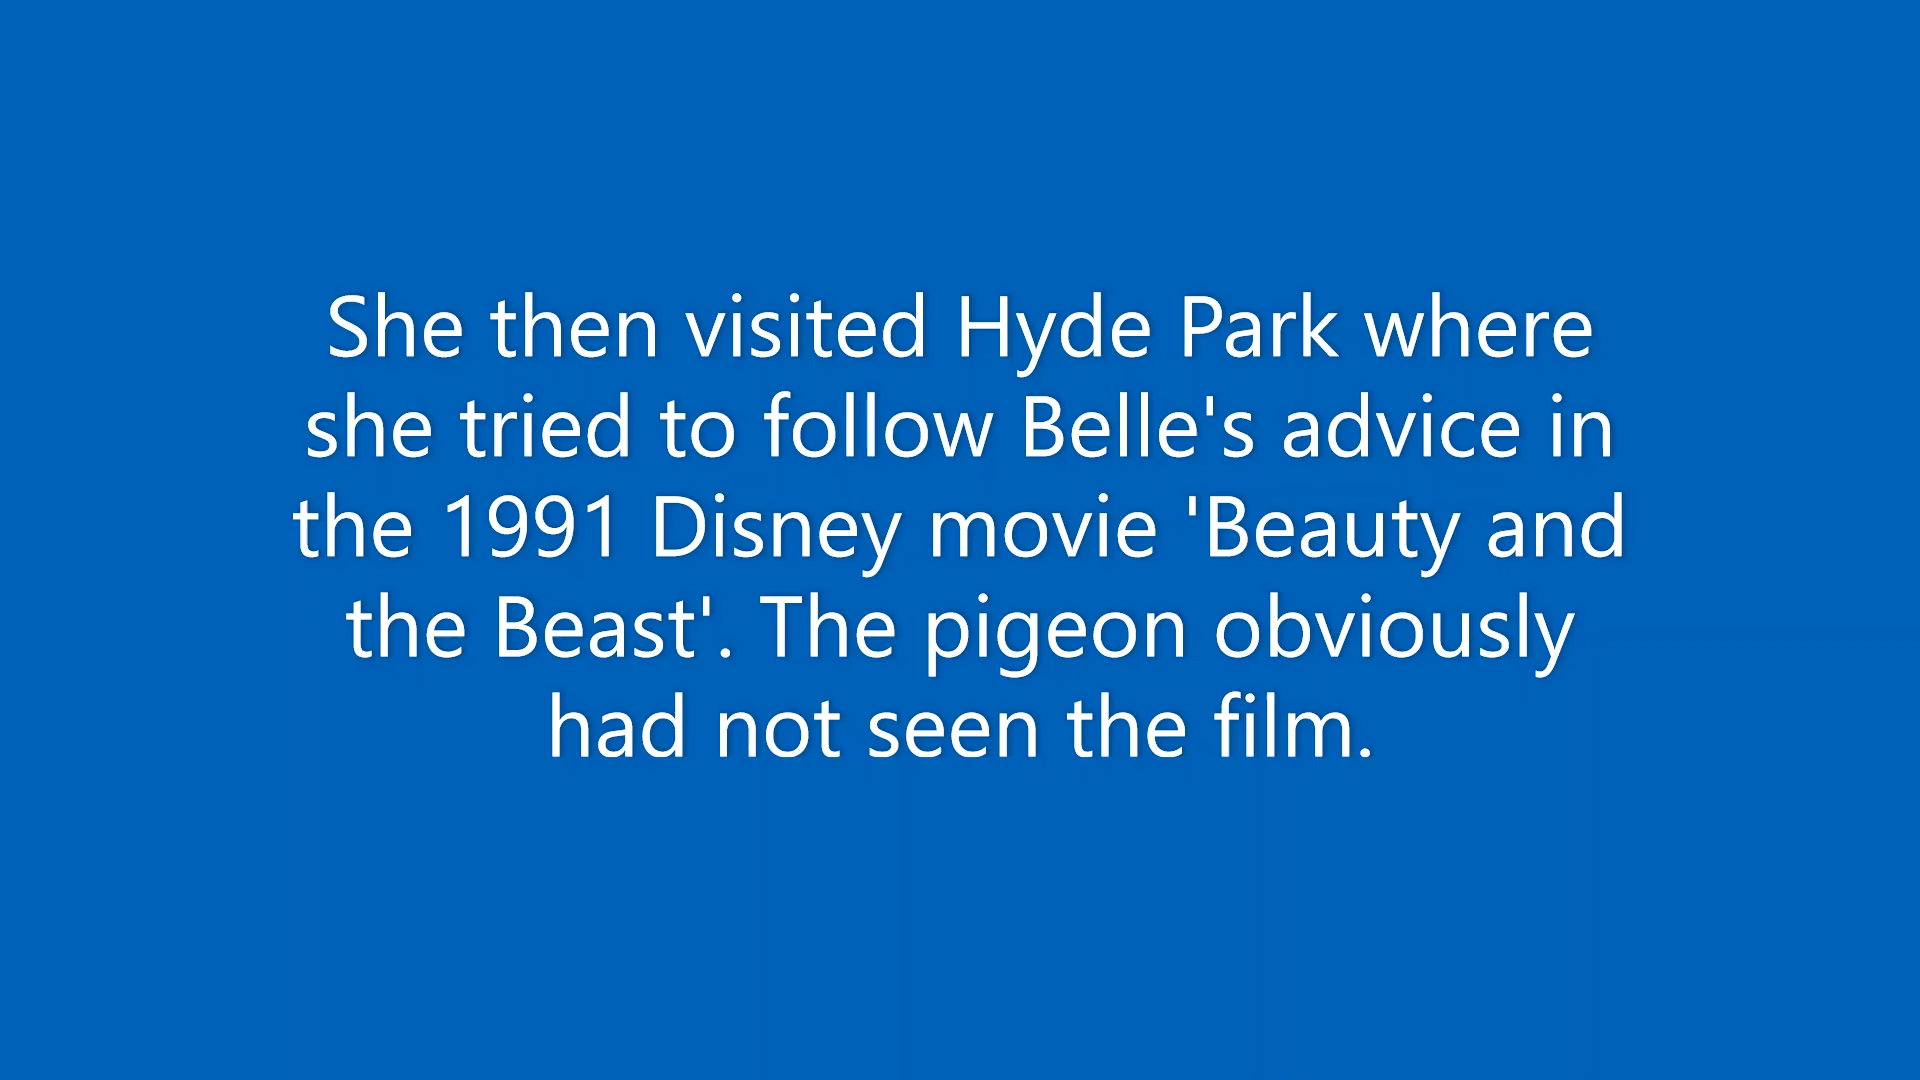 She then visited Hyde Park where
she tried to follow Belle's advice in
the 1991 Disney movie 'Beauty and
the Beast'. The pigeon obviously
had not seen the film.